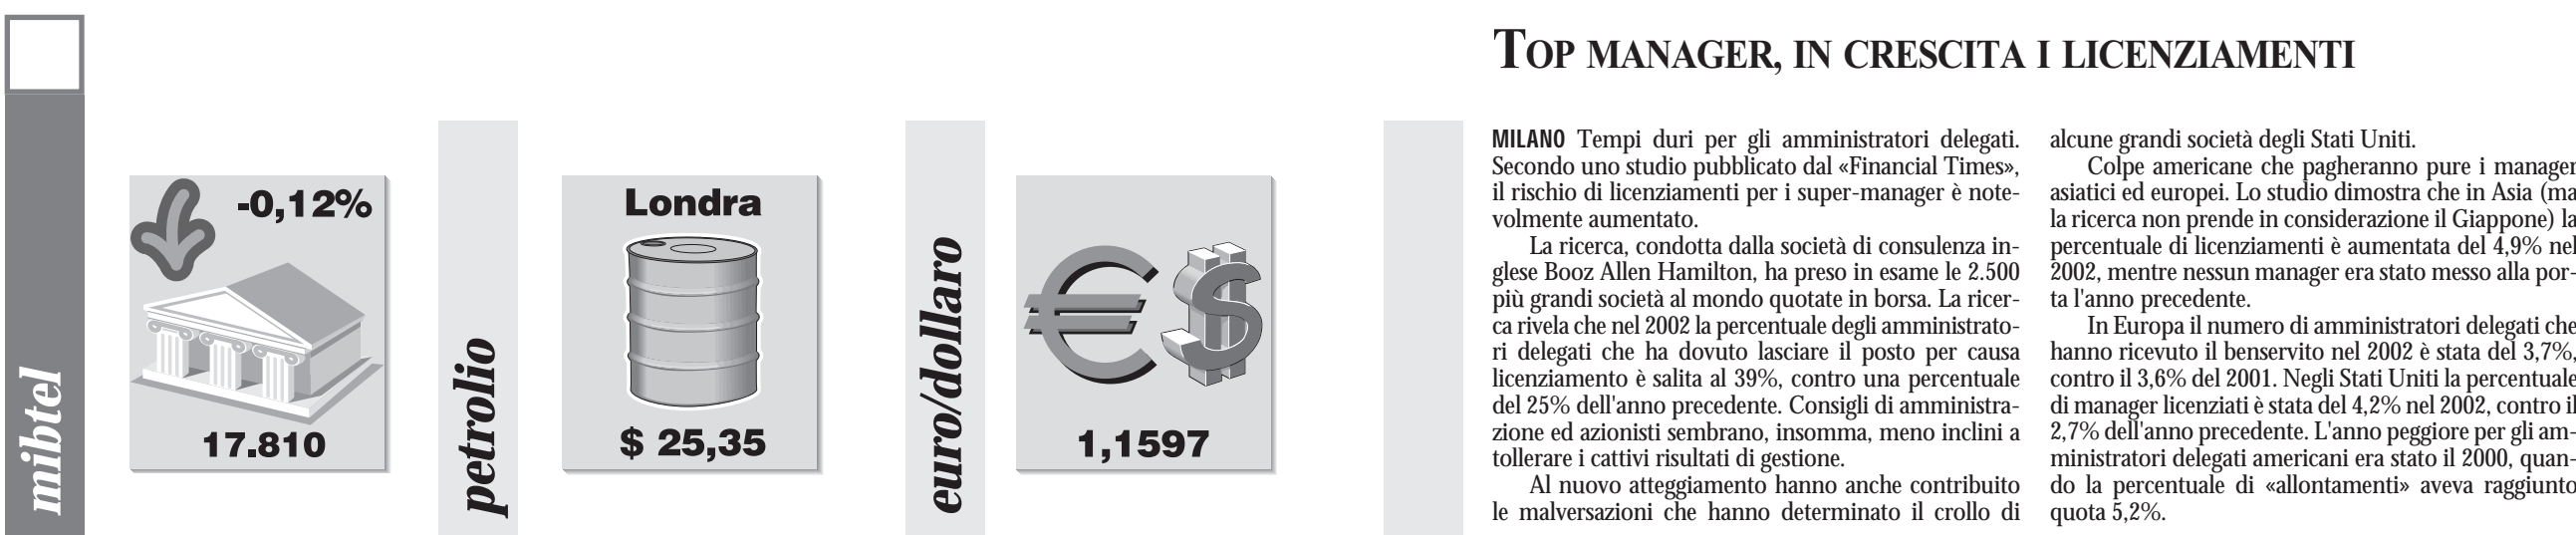 mibtel
-0,12%
17.810
petrolio
Londra
$ 25,35
euro/dollaro
€ $
1,1597
TOP MANAGER, IN CRESCITA I LICENZIAMENTI
MILANO Tempi duri per gli amministratori delegati.
Secondo uno studio pubblicato dal «Financial Times»,
il rischio di licenziamenti per i super-manager è note-
volmente aumentato.
La ricerca, condotta dalla società di consulenza in-
glese Booz Allen Hamilton, ha preso in esame le 2.500
più grandi società al mondo quotate in borsa. La ricer-
ca rivela che nel 2002 la percentuale degli amministrato-
ri delegati che ha dovuto lasciare il posto per causa
licenziamento è salita al 39%, contro una percentuale
del 25% dell'anno precedente. Consigli di amministra-
zione ed azionisti sembrano, insomma, meno inclini a
tollerare i cattivi risultati di gestione.
Al nuovo atteggiamento hanno anche contribuito
le malversazioni che hanno determinato il crollo di
alcune grandi società degli Stati Uniti.
Colpe americane che pagheranno pure i manager
asiatici ed europei. Lo studio dimostra che in Asia (ma
la ricerca non prende in considerazione il Giappone) la
percentuale di licenziamenti è aumentata del 4,9% nel
2002, mentre nessun manager era stato messo alla por-
ta l'anno precedente.
In Europa il numero di amministratori delegati che
hanno ricevuto il benservito nel 2002 è stata del 3,7%,
contro il 3,6% del 2001. Negli Stati Uniti la percentuale
di manager licenziati è stata del 4,2% nel 2002, contro il
2,7% dell'anno precedente. L'anno peggiore per gli am-
ministratori delegati americani era stato il 2000, quan-
do la percentuale di «allontamenti» aveva raggiunto
quota 5,2%.